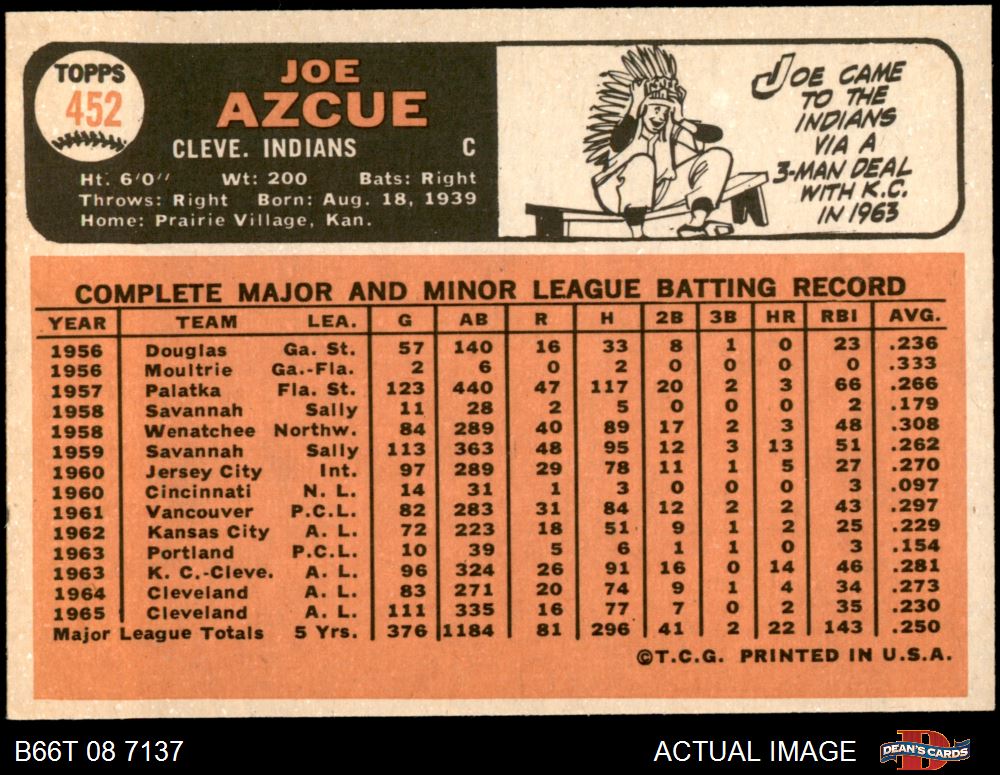 TOPPS
452
JOE
AZCUE
CLEVE. INDIANS C
Ht. 6'0" Wt: 200 Bats: Right
Throws: Right Born: Aug. 18, 1939
Home: Prairie Village, Kan.
JOE CAME
TO THE
INDIANS
VIA A
3-MAN DEAL
WITH K.C.
IN 1963
COMPLETE MAJOR AND MINOR LEAGUE BATTING RECORD
YEAR TEAM LEA. G AB R H 2B 3B HR RBI AVG.
1956 Douglas Ga. St. 57 140 16 33 8 1 0 23 .236
1956 Moultrie Ga.-Fla. 2 6 0 2 0 0 0 0 .333
1957 Palatka Fla. St. 123 440 47 117 20 2 3 66 .266
1958 Savannah Sally 11 28 2 5 0 0 0 2 .179
1958 Wenatchee Northw. 84 289 40 89 17 2 3 48 .308
1959 Savannah Sally 113 363 48 95 12 3 13 51 .262
1960 Jersey City Int. 97 289 29 78 11 1 5 27 .270
1960 Cincinnati N. L. 14 31 1 3 0 0 0 3 .097
1961 Vancouver P.C.L. 82 283 31 84 12 2 2 43 .297
1962 Kansas City A. L. 72 223 18 51 9 1 2 25 .229
1963 Portland P.C.L. 10 39 5 6 1 1 0 3 .154
1963 K. C.-Cleve. A. L. 96 324 26 91 16 0 14 46 .281
1964 Cleveland A. L. 83 271 20 74 9 1 4 34 .273
1965 Cleveland A. L. 111 335 16 77 7 0 2 35 .230
Major League Totals 5 Yrs. 376 1184 81 296 41 2 22 143 .250
©T.C.G. PRINTED IN U.S.A.
B66T 08 7137 ACTUAL IMAGE DEAN'S CARDS